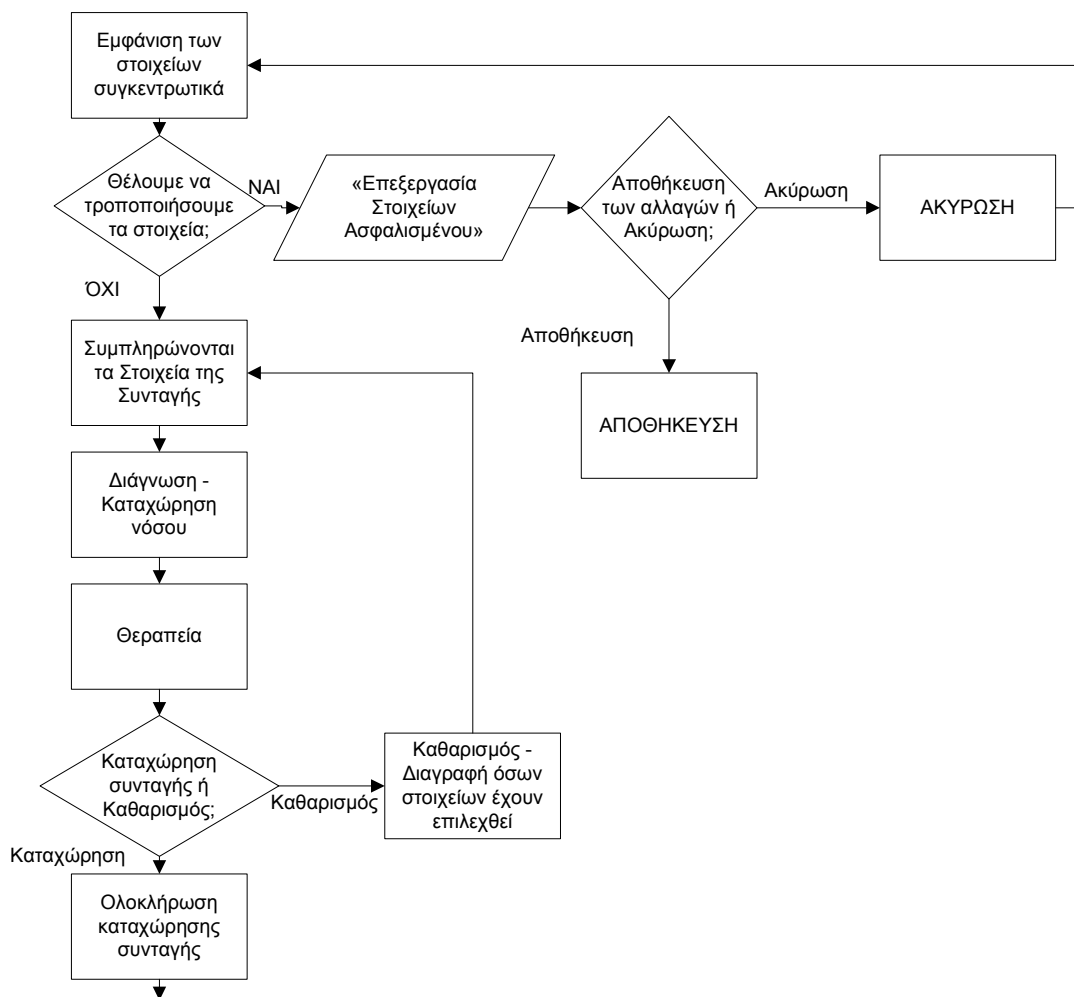 Εμφάνιση των
στοιχείων
συγκεντρωτικά
Θέλουμε να
τροποποιήσουμε
τα στοιχεία;
ΝΑΙ
«Επεξεργασία
Στοιχείων
Ασφαλισμένου»
Αποθήκευση
των αλλαγών ή
Ακύρωση;
Ακύρωση
ΑΚΥΡΩΣΗ
ΌΧΙ
Αποθήκευση
ΑΠΟΘΗΚΕΥΣΗ
Συμπληρώνονται
τα Στοιχεία της
Συνταγής
Διάγνωση -
Καταχώρηση
νόσου
Θεραπεία
Καταχώρηση
συνταγής ή
Καθαρισμός;
Καθαρισμός
Καθαρισμός -
Διαγραφή όσων
στοιχείων έχουν
επιλεχθεί
Καταχώρηση
Ολοκλήρωση
καταχώρησης
συνταγής